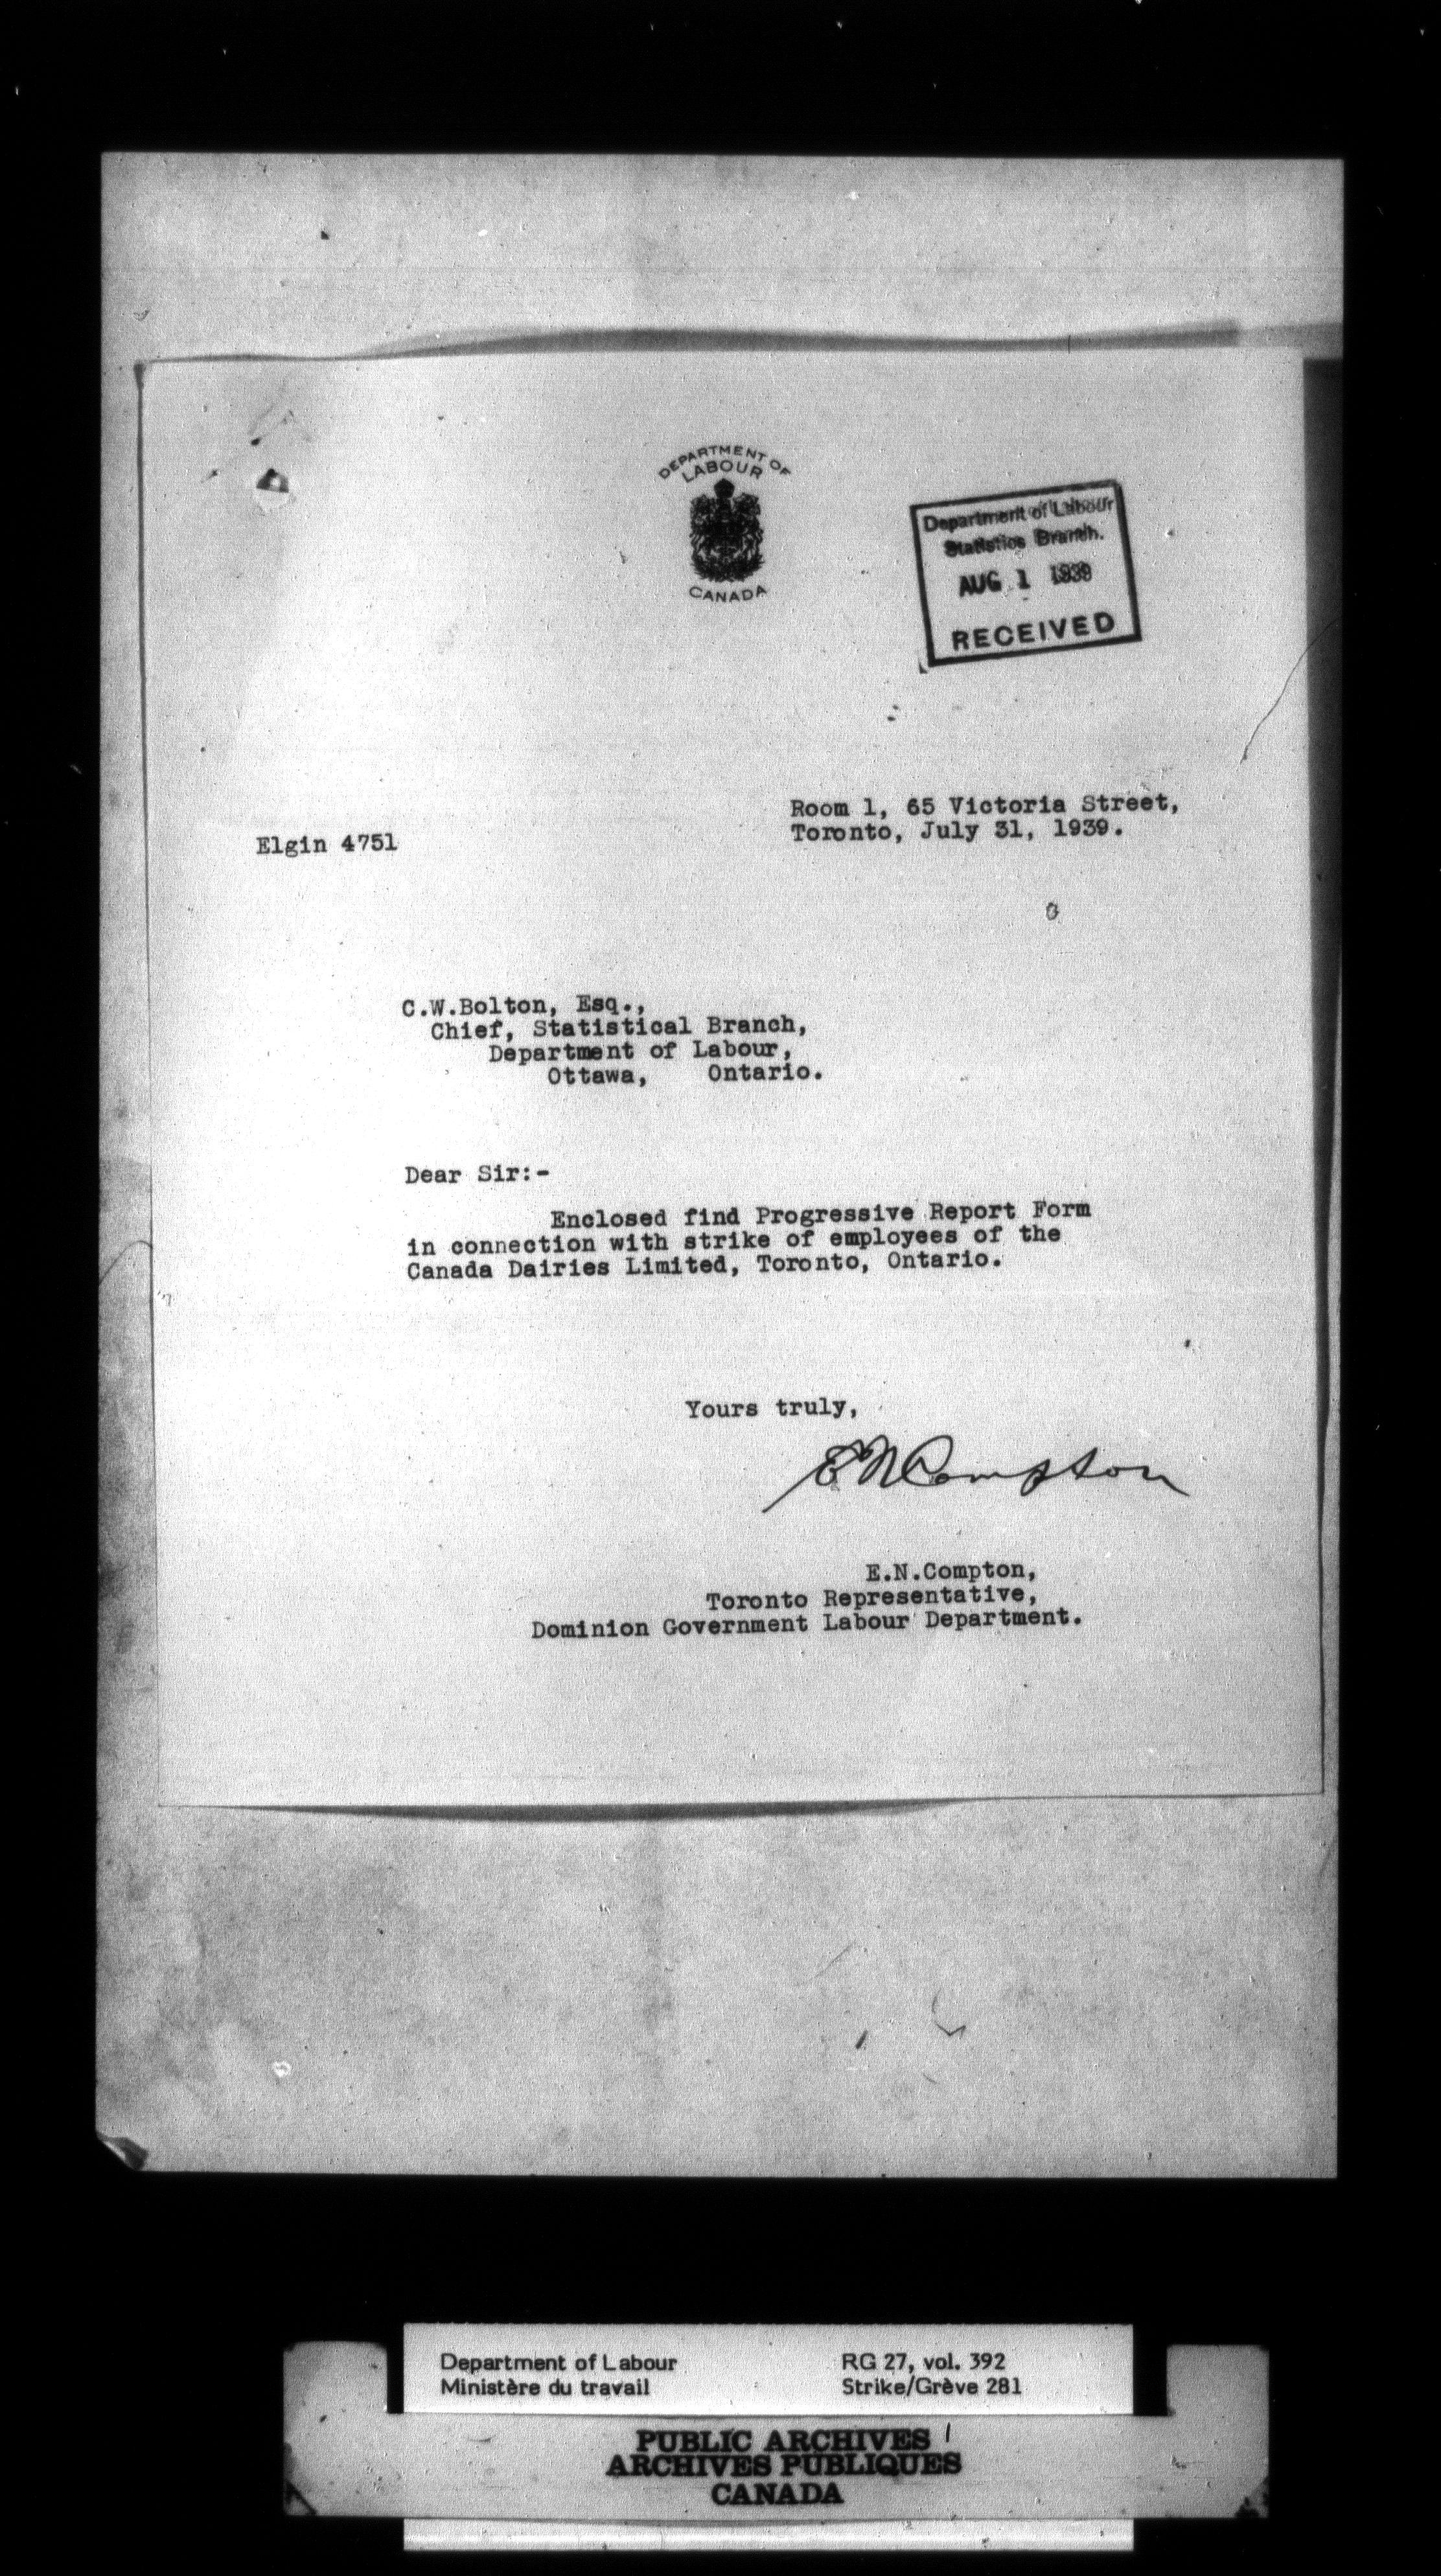 DEPARTMENT OF
LABOUR
CANADA
Department of Labour
Statistics Branch.
AUG 1 1939
RECEIVED
Room 1, 65 Victoria Street,
Toronto, July 31, 1939.
Elgin 4751
C.W.Bolton, Esq.,
Chief, Statistical Branch,
Department of Labour,
Ottawa, Ontario.
Dear Sir:-
Enclosed find Progressive Report Form
in connection with strike of employees of the
Canada Dairies Limited, Toronto, Ontario.
Yours truly,
E N Compton
E.N.Compton,
Toronto Representative,
Dominion Government Labour Department.
Department of Labour
Ministère du travail
RG 27, vol. 392
Strike/Grève 281
PUBLIC ARCHIVES
ARCHIVES PUBLIQUES
CANADA